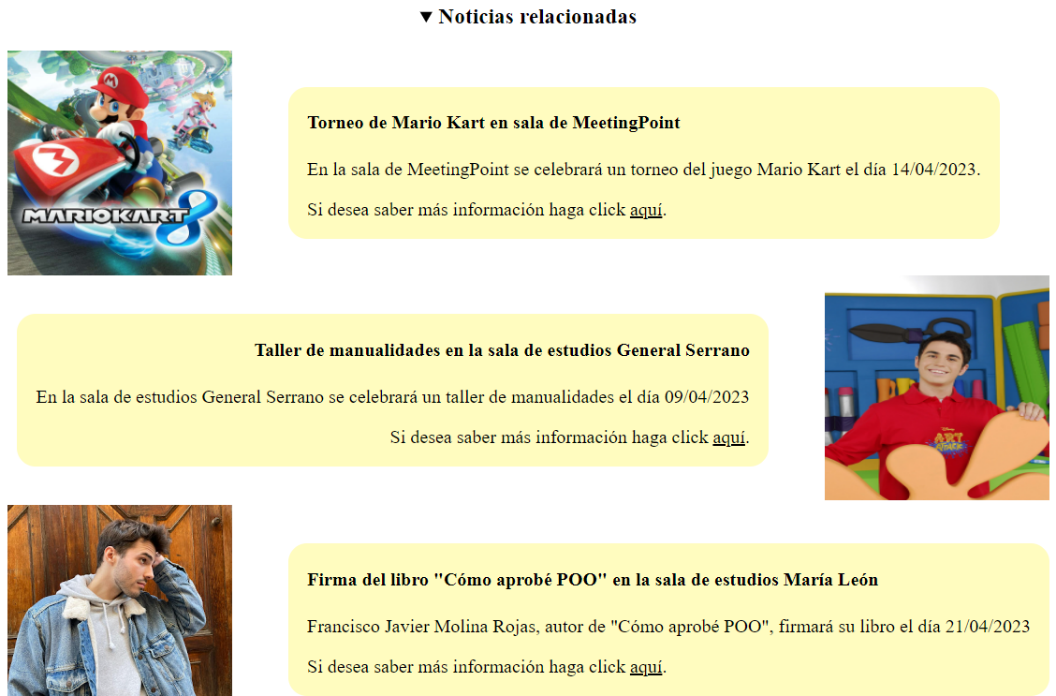 ▼ Noticias relacionadas
M
M
MARIOKART 8
Torneo de Mario Kart en sala de MeetingPoint
En la sala de MeetingPoint se celebrará un torneo del juego Mario Kart el día 14/04/2023.
Si desea saber más información haga click aquí.
Taller de manualidades en la sala de estudios General Serrano
En la sala de estudios General Serrano se celebrará un taller de manualidades el día 09/04/2023
Si desea saber más información haga click aquí.
Disney
ART
ATTACK
Firma del libro "Cómo aprobé POO" en la sala de estudios María León
Francisco Javier Molina Rojas, autor de "Cómo aprobé POO", firmará su libro el día 21/04/2023
Si desea saber más información haga click aquí.